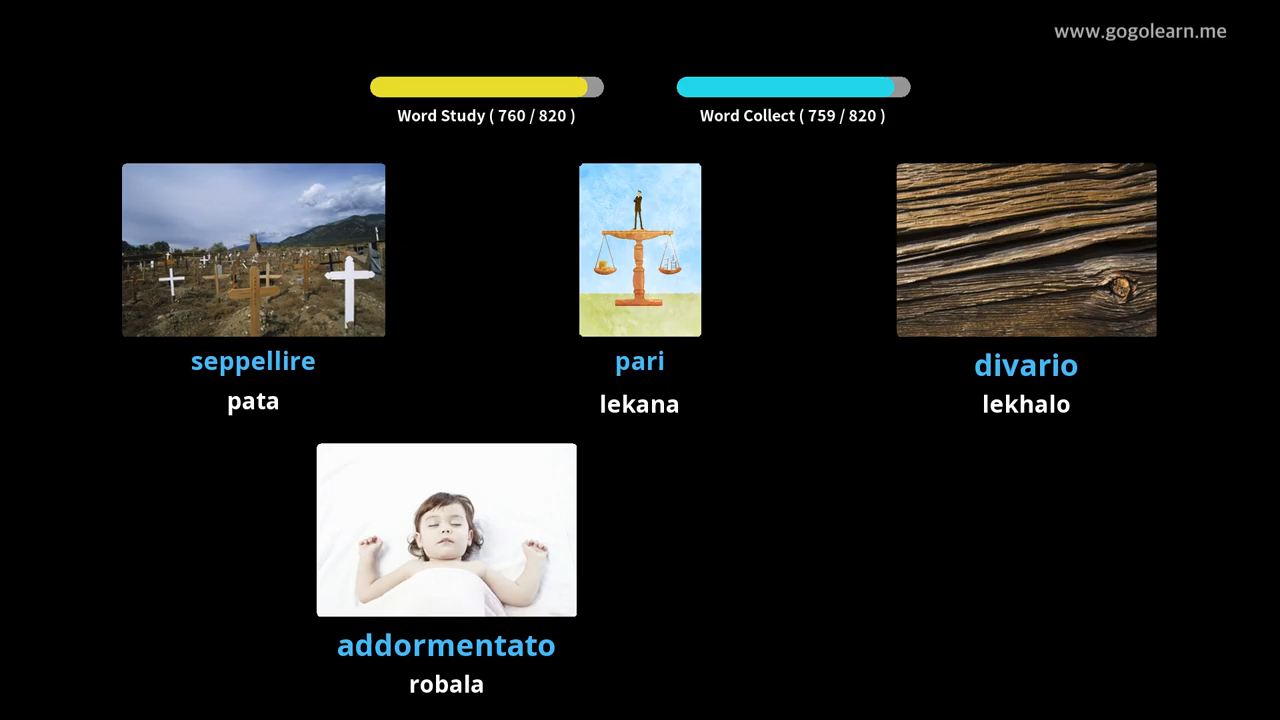 www.gogolearn.me
Word Study ( 760 / 820 )
Word Collect ( 759 / 820 )
seppellire
pata
pari
lekana
divario
lekhalo
addormentato
robala